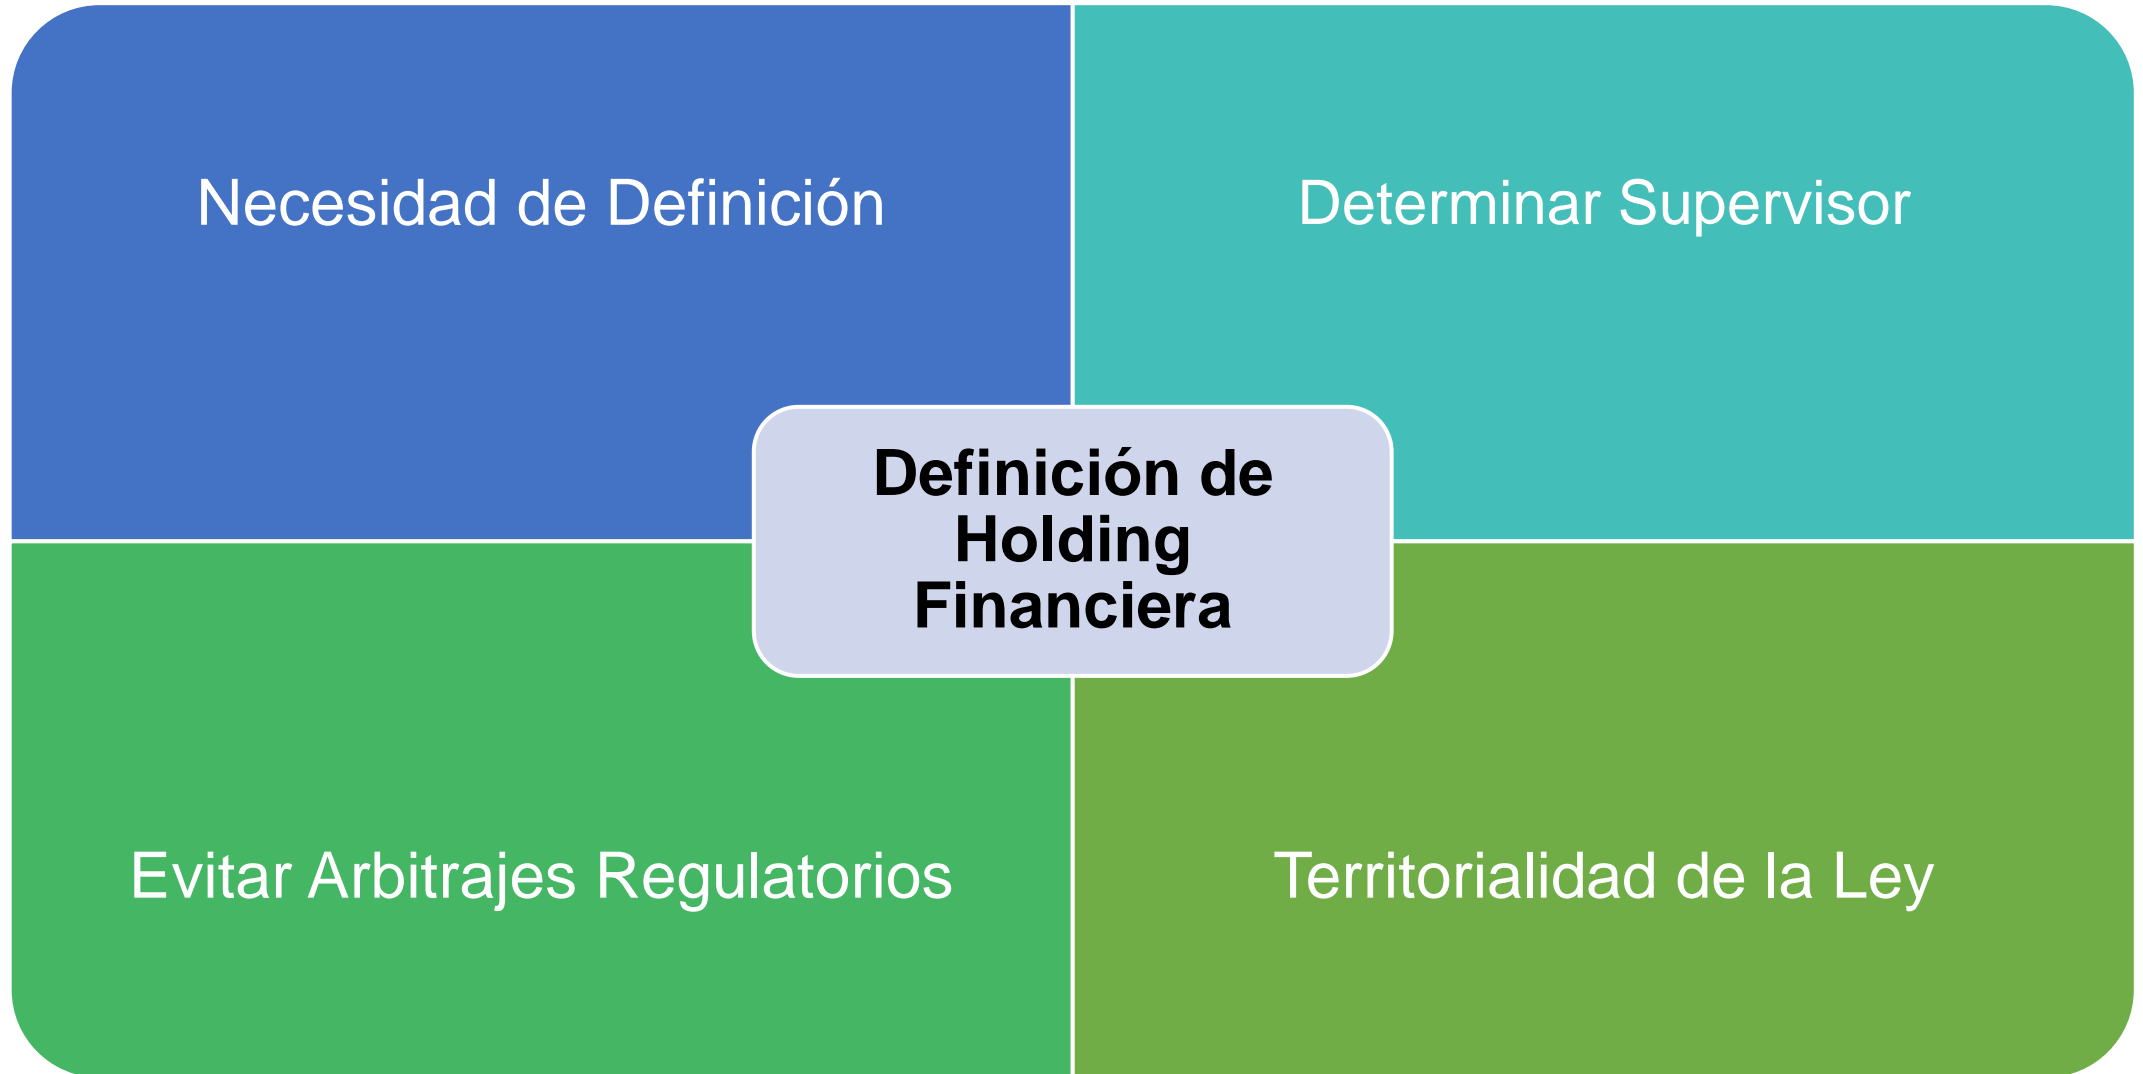 Necesidad de Definición
Determinar Supervisor
Definición de
Holding
Financiera
Evitar Arbitrajes Regulatorios
Territorialidad de la Ley